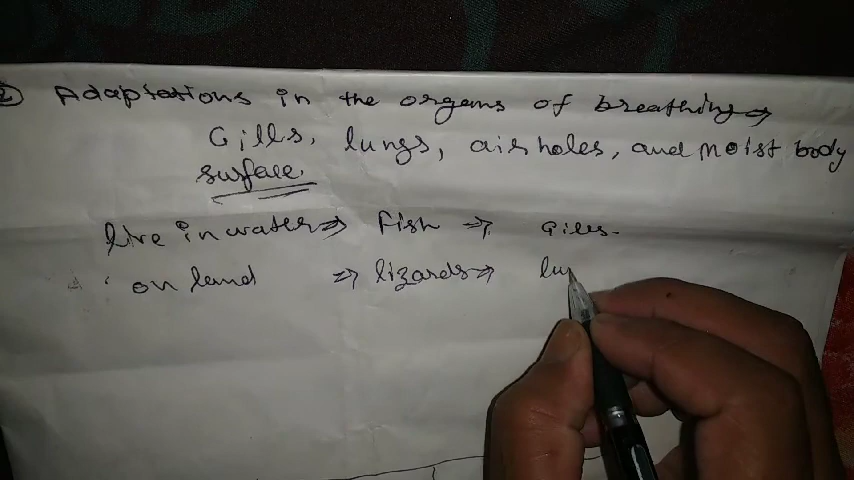 ② Adaptations in the organs of breathing →
Gills, lungs, air holes, and Moist body
surface.
live in water ⇒ Fish ⇒ Gills.
" on land ⇒ lizards ⇒ lu